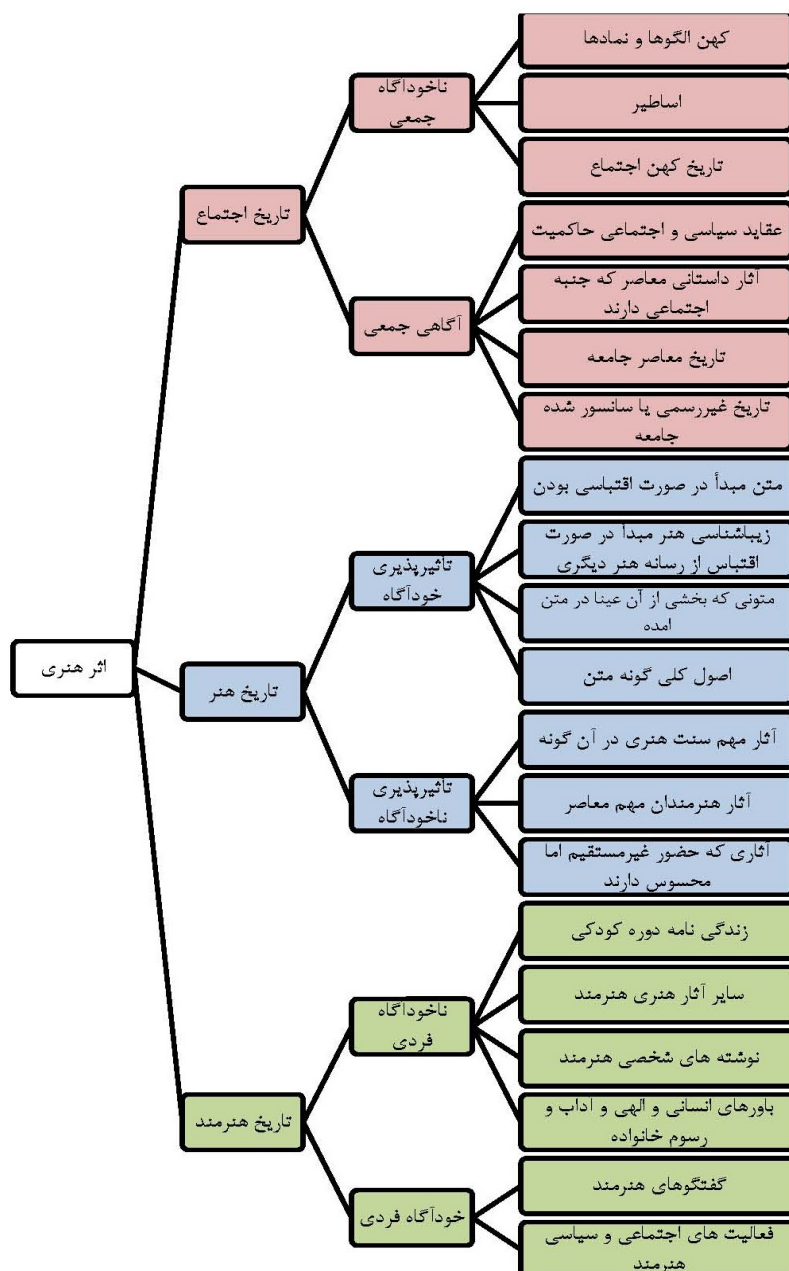 کهن الگوها و نمادها
ناخودآگاه
جمعی
اساطیر
تاریخ کهن اجتماع
تاریخ اجتماع
عقاید سیاسی و اجتماعی حاکمیت
آثار داستانی معاصر که جنبه
اجتماعی دارند
آگاهی جمعی
تاریخ معاصر جامعه
تاریخ غیررسمی یا سانسور شده
جامعه
متن مبدأ در صورت اقتباسی بودن
زیباشناسی هنر مبدأ در صورت
اقتباس از رسانه هنر دیگری
تأثیرپذیری
خودآگاه
متونی که بخشی از آن عینا در متن
امده
اصول کلی گونه متن
اثر هنری
تاریخ هنر
آثار مهم سنت هنری در آن گونه
تأثیرپذیری
ناخودآگاه
آثار هنرمندان مهم معاصر
آثاری که حضور غیرمستقیم اما
محسوس دارند
زندگی نامه دوره کودکی
سایر آثار هنری هنرمند
ناخودآگاه
فردی
نوشته های شخصی هنرمند
باورهای انسانی و الهی و اداب و
رسوم خانواده
تاریخ هنرمند
گفتگوهای هنرمند
خودآگاه فردی
فعالیت های اجتماعی و سیاسی
هنرمند